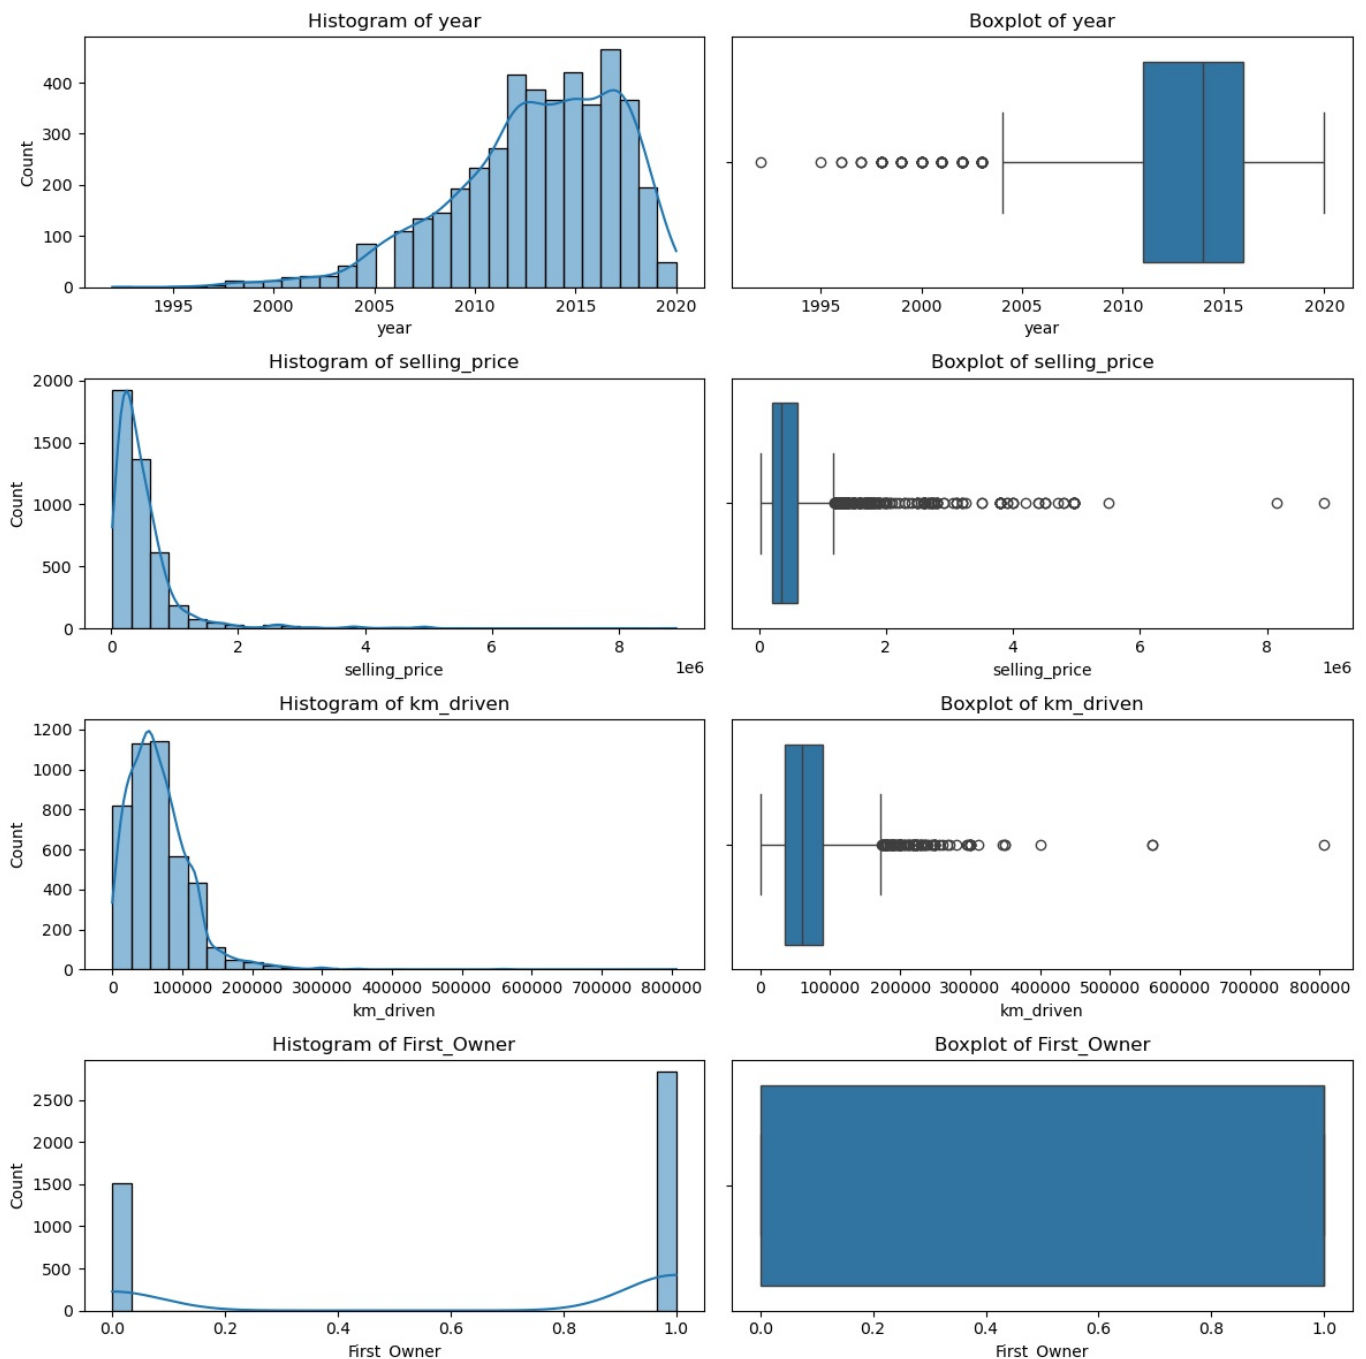 Histogram of year
400
300
200
100
0
Count
1995 2000 2005 2010 2015 2020
year
Boxplot of year
1995 2000 2005 2010 2015 2020
year
Histogram of selling_price
2000
1500
1000
500
0
Count
0 2 4 6 8
1e6
selling_price
Boxplot of selling_price
0 2 4 6 8
1e6
selling_price
Histogram of km_driven
1200
1000
800
600
400
200
0
Count
0 100000 200000 300000 400000 500000 600000 700000 800000
km_driven
Boxplot of km_driven
0 100000 200000 300000 400000 500000 600000 700000 800000
km_driven
Histogram of First_Owner
2500
2000
1500
1000
500
0
Count
0.0 0.2 0.4 0.6 0.8 1.0
First_Owner
Boxplot of First_Owner
0.0 0.2 0.4 0.6 0.8 1.0
First_Owner